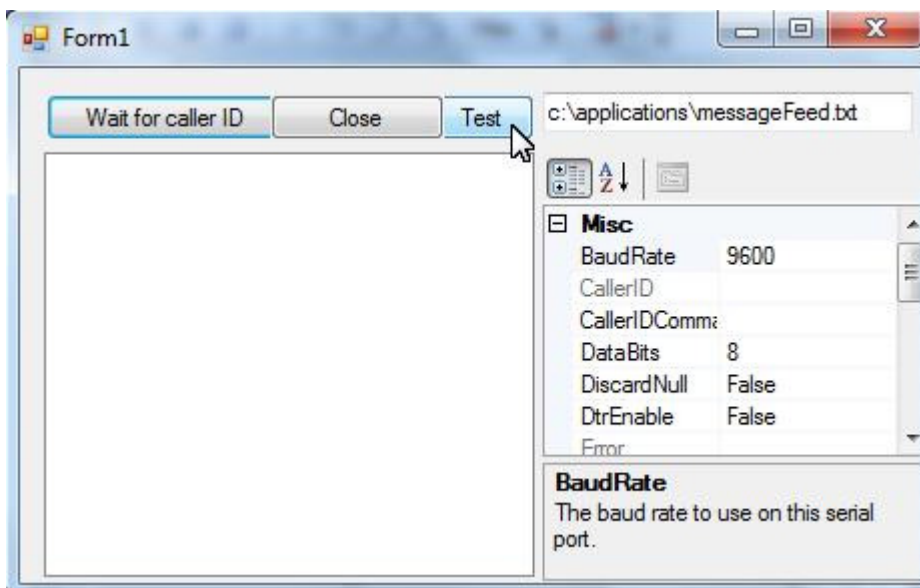 Form1
Wait for caller ID Close Test c:\applications\messageFeed.txt
A
Z
Misc
BaudRate 9600
CallerID
CallerIDComma
DataBits 8
DiscardNull False
DtrEnable False
Error
BaudRate
The baud rate to use on this serial
port.